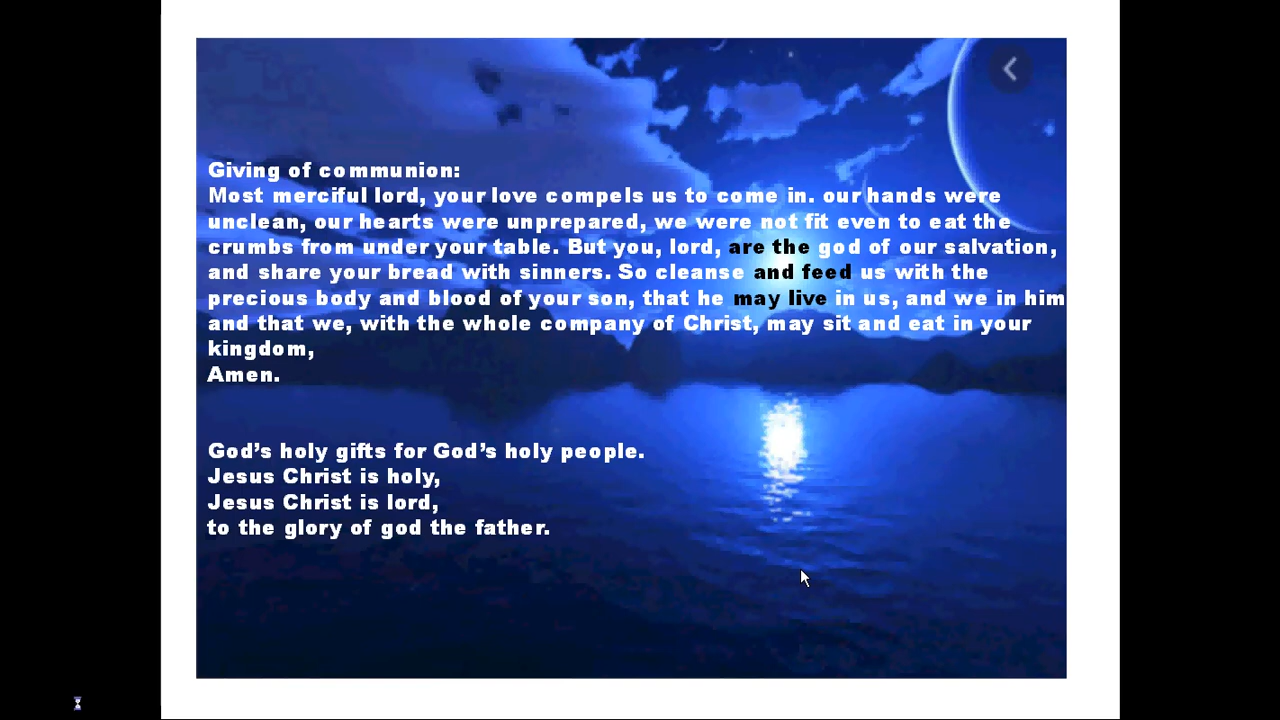 Giving of communion:
Most merciful lord, your love compels us to come in. our hands were
unclean, our hearts were unprepared, we were not fit even to eat the
crumbs from under your table. But you, lord, are the god of our salvation,
and share your bread with sinners. So cleanse and feed us with the
precious body and blood of your son, that he may live in us, and we in him
and that we, with the whole company of Christ, may sit and eat in your
kingdom,
Amen.
God’s holy gifts for God’s holy people.
Jesus Christ is holy,
Jesus Christ is lord,
to the glory of god the father.